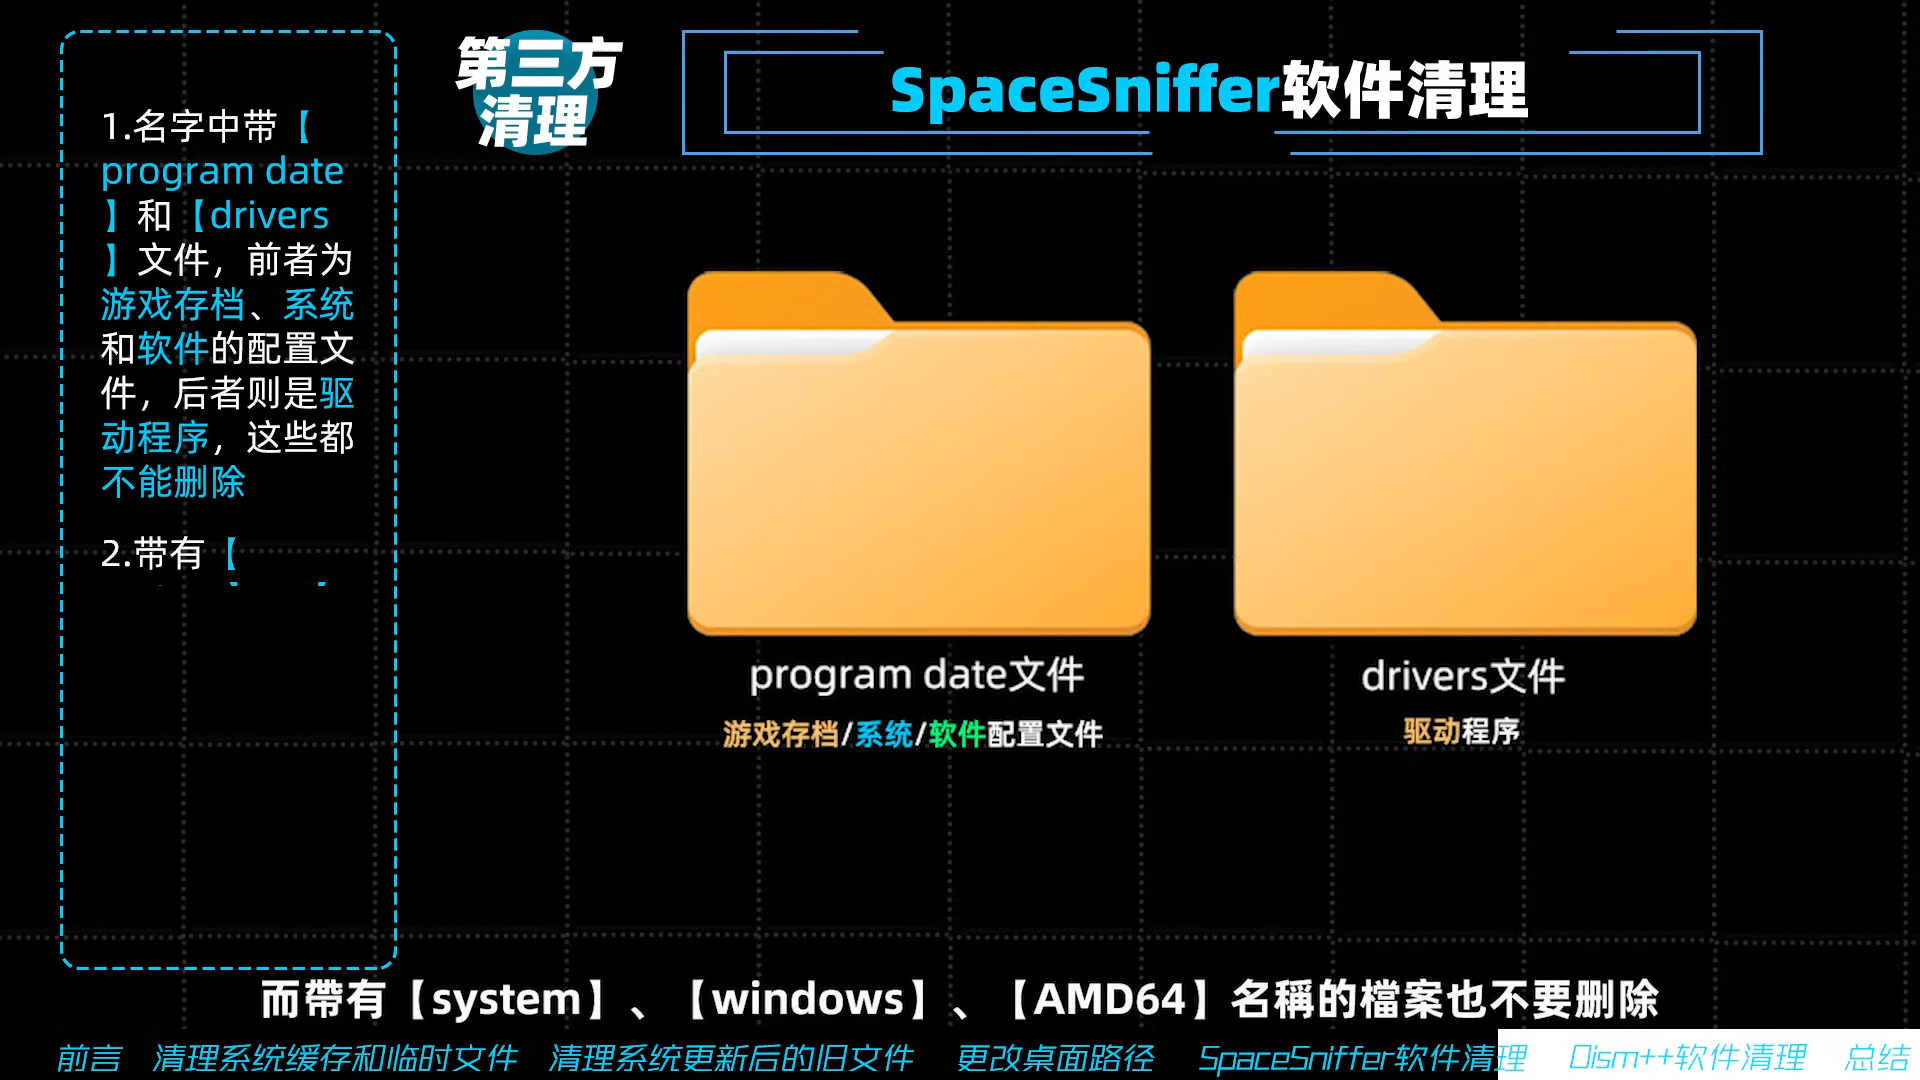 第三方
清理
SpaceSniffer软件清理
1.名字中带【
program date
】和【drivers
】文件，前者为
游戏存档、系统
和软件的配置文
件，后者则是驱
动程序，这些都
不能删除
2.带有【
program date文件
游戏存档/系统/软件配置文件
drivers文件
驱动程序
而帶有【system】、【windows】、【AMD64】名稱的檔案也不要刪除
前言 清理系统缓存和临时文件 清理系统更新后的旧文件 更改桌面路径 SpaceSniffer软件清理 Dism++软件清理 总结